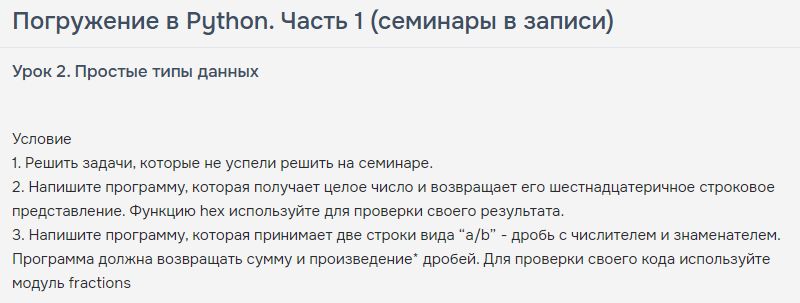 Погружение в Python. Часть 1 (семинары в записи)
Урок 2. Простые типы данных
Условие
1. Решить задачи, которые не успели решить на семинаре.
2. Напишите программу, которая получает целое число и возвращает его шестнадцатеричное строковое
представление. Функцию hex используйте для проверки своего результата.
3. Напишите программу, которая принимает две строки вида “a/b” - дробь с числителем и знаменателем.
Программа должна возвращать сумму и произведение* дробей. Для проверки своего кода используйте
модуль fractions